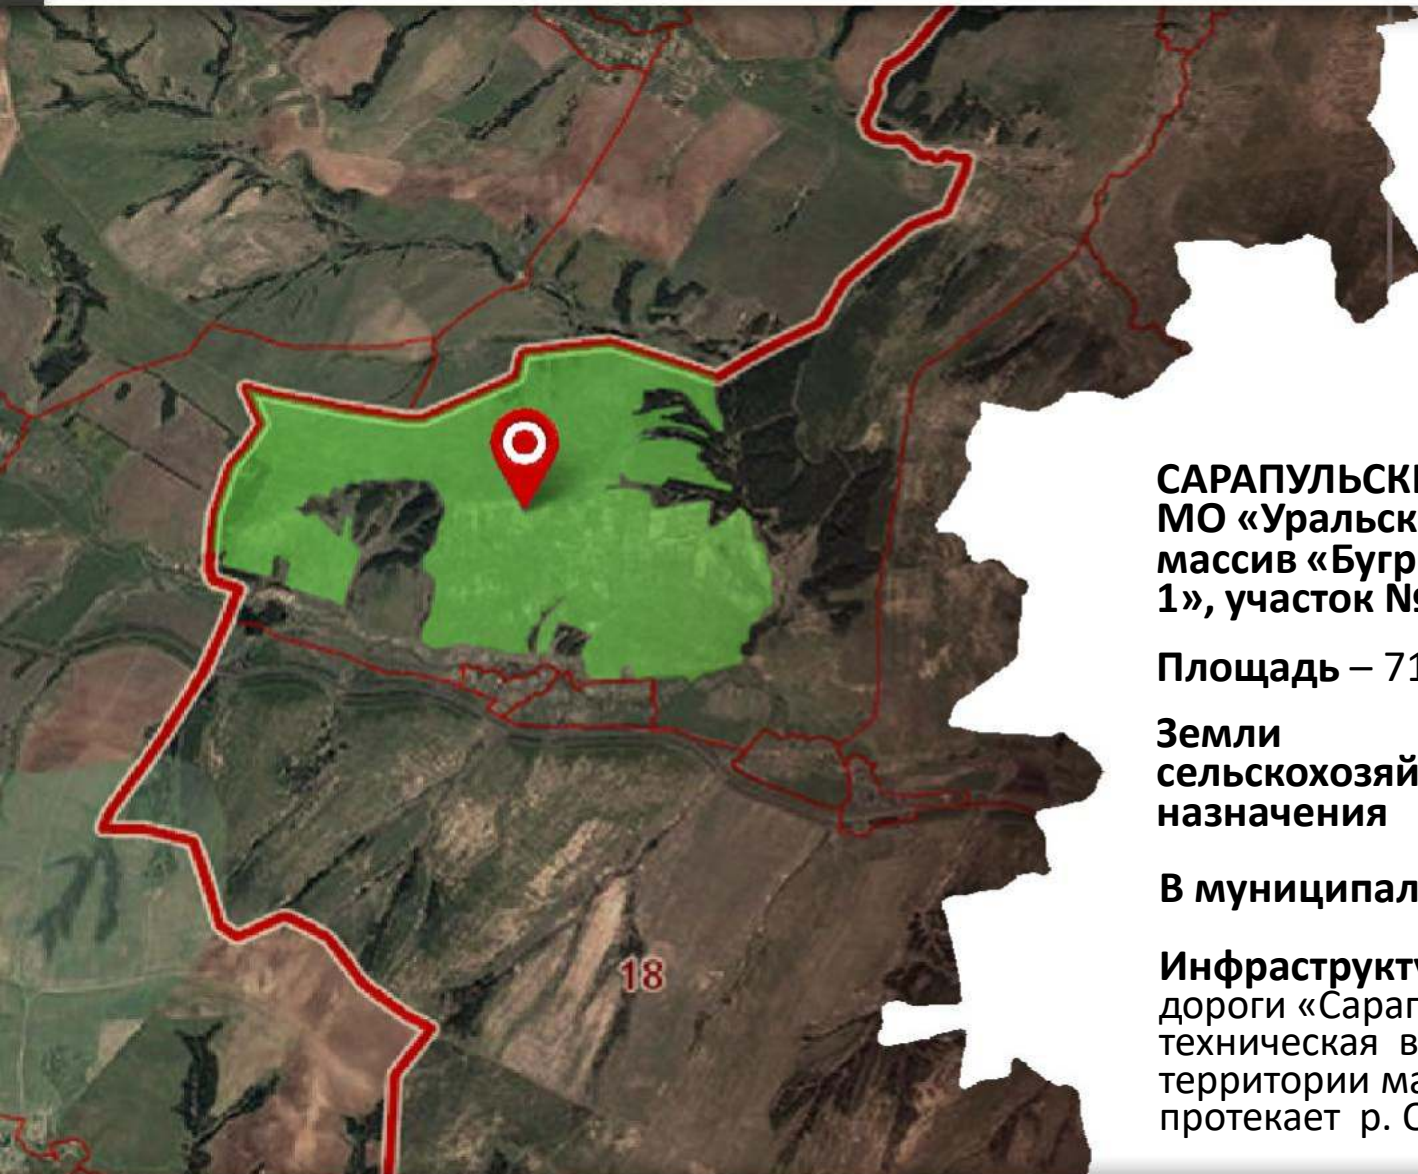 САРАПУЛЬСКИ
МО «Уральск
массив «Бугр
1», участок №
Площадь – 71
Земли
сельскохозяй
назначения
В муниципал
Инфраструкту
дороги «Сарап
техническая в
территории ма
протекает р. С
18